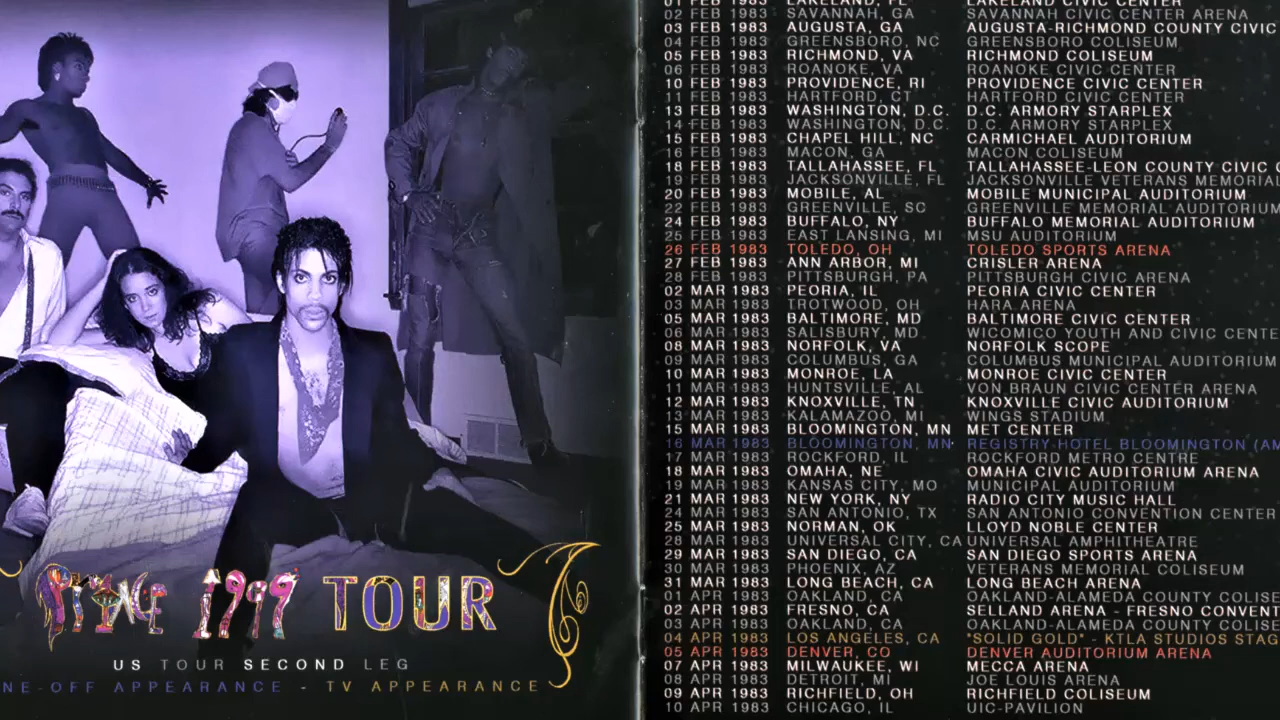 PRINCE 1999 TOUR
US TOUR SECOND LEG
NE-OFF APPEARANCE - TV APPEARANCE
01 FEB 1983 LAKELAND, FL LAKELAND CIVIC CENTER
02 FEB 1983 SAVANNAH, GA SAVANNAH CIVIC CENTER ARENA
03 FEB 1983 AUGUSTA, GA AUGUSTA-RICHMOND COUNTY CIVIC
04 FEB 1983 GREENSBORO, NC GREENSBORO COLISEUM
05 FEB 1983 RICHMOND, VA RICHMOND COLISEUM
06 FEB 1983 ROANOKE, VA ROANOKE CIVIC CENTER
10 FEB 1983 PROVIDENCE, RI PROVIDENCE CIVIC CENTER
11 FEB 1983 HARTFORD, CT HARTFORD CIVIC CENTER
13 FEB 1983 WASHINGTON, D.C. D.C. ARMORY STARPLEX
14 FEB 1983 WASHINGTON, D.C. D.C. ARMORY STARPLEX
15 FEB 1983 CHAPEL HILL, NC CARMICHAEL AUDITORIUM
16 FEB 1983 MACON, GA MACON COLISEUM
18 FEB 1983 TALLAHASSEE, FL TALLAHASSEE-LEON COUNTY CIVIC C
19 FEB 1983 JACKSONVILLE, FL JACKSONVILLE VETERANS MEMORIAL
20 FEB 1983 MOBILE, AL MOBILE MUNICIPAL AUDITORIUM
22 FEB 1983 GREENVILLE, SC GREENVILLE MEMORIAL AUDITORIUM
24 FEB 1983 BUFFALO, NY BUFFALO MEMORIAL AUDITORIUM
25 FEB 1983 EAST LANSING, MI MSU AUDITORIUM
26 FEB 1983 TOLEDO, OH TOLEDO SPORTS ARENA
27 FEB 1983 ANN ARBOR, MI CRISLER ARENA
28 FEB 1983 PITTSBURGH, PA PITTSBURGH CIVIC ARENA
02 MAR 1983 PEORIA, IL PEORIA CIVIC CENTER
03 MAR 1983 TROTWOOD, OH HARA ARENA
05 MAR 1983 BALTIMORE, MD BALTIMORE CIVIC CENTER
06 MAR 1983 SALISBURY, MD WICOMICO YOUTH AND CIVIC CENTE
08 MAR 1983 NORFOLK, VA NORFOLK SCOPE
09 MAR 1983 COLUMBUS, GA COLUMBUS MUNICIPAL AUDITORIUM
10 MAR 1983 MONROE, LA MONROE CIVIC CENTER
11 MAR 1983 HUNTSVILLE, AL VON BRAUN CIVIC CENTER ARENA
12 MAR 1983 KNOXVILLE, TN KNOXVILLE CIVIC AUDITORIUM
13 MAR 1983 KALAMAZOO, MI WINGS STADIUM
15 MAR 1983 BLOOMINGTON, MN MET CENTER
16 MAR 1983 BLOOMINGTON, MN REGISTRY HOTEL BLOOMINGTON (AM
17 MAR 1983 ROCKFORD, IL ROCKFORD METRO CENTRE
18 MAR 1983 OMAHA, NE OMAHA CIVIC AUDITORIUM ARENA
19 MAR 1983 KANSAS CITY, MO MUNICIPAL AUDITORIUM
21 MAR 1983 NEW YORK, NY RADIO CITY MUSIC HALL
24 MAR 1983 SAN ANTONIO, TX SAN ANTONIO CONVENTION CENTER
25 MAR 1983 NORMAN, OK LLOYD NOBLE CENTER
28 MAR 1983 UNIVERSAL CITY, CA UNIVERSAL AMPHITHEATRE
29 MAR 1983 SAN DIEGO, CA SAN DIEGO SPORTS ARENA
30 MAR 1983 PHOENIX, AZ VETERANS MEMORIAL COLISEUM
31 MAR 1983 LONG BEACH, CA LONG BEACH ARENA
01 APR 1983 OAKLAND, CA OAKLAND-ALAMEDA COUNTY COLISE
02 APR 1983 FRESNO, CA SELLAND ARENA - FRESNO CONVENT
03 APR 1983 OAKLAND, CA OAKLAND-ALAMEDA COUNTY COLISE
04 APR 1983 LOS ANGELES, CA "SOLID GOLD" - KTLA STUDIOS STAG
05 APR 1983 DENVER, CO DENVER AUDITORIUM ARENA
07 APR 1983 MILWAUKEE, WI MECCA ARENA
08 APR 1983 DETROIT, MI JOE LOUIS ARENA
09 APR 1983 RICHFIELD, OH RICHFIELD COLISEUM
10 APR 1983 CHICAGO, IL UIC-PAVILION